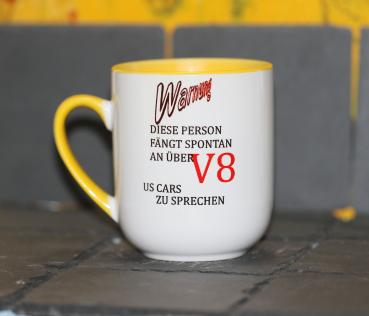 Warnung
DIESE PERSON
FÄNGT SPONTAN
AN ÜBER V8
US CARS
ZU SPRECHEN